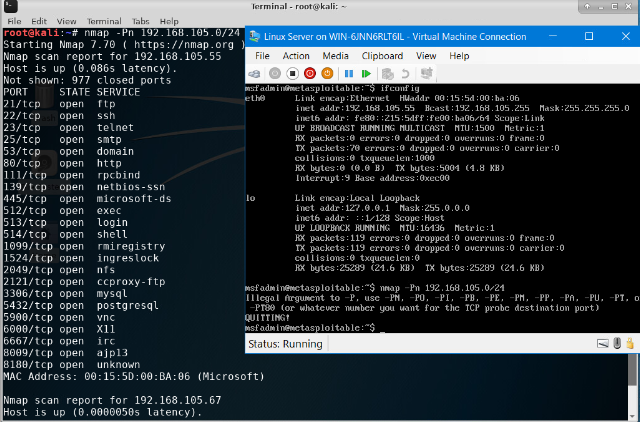 Terminal - root@kali: ~
File Edit View Terminal Tabs Help
root@kali:~# nmap -Pn 192.168.105.0/24
Starting Nmap 7.70 ( https://nmap.org )
Nmap scan report for 192.168.105.55
Host is up (0.086s latency).
Not shown: 977 closed ports
PORT STATE SERVICE
21/tcp open ftp
22/tcp open ssh
23/tcp open telnet
25/tcp open smtp
53/tcp open domain
80/tcp open http
111/tcp open rpcbind
139/tcp open netbios-ssn
445/tcp open microsoft-ds
512/tcp open exec
513/tcp open login
514/tcp open shell
1099/tcp open rmiregistry
1524/tcp open ingreslock
2049/tcp open nfs
2121/tcp open ccproxy-ftp
3306/tcp open mysql
5432/tcp open postgresql
5900/tcp open vnc
6000/tcp open X11
6667/tcp open irc
8009/tcp open ajp13
8180/tcp open unknown
MAC Address: 00:15:5D:00:BA:06 (Microsoft)
Nmap scan report for 192.168.105.67
Host is up (0.0000050s latency).
Linux Server on WIN-6JNN6RLT6IL - Virtual Machine Connection
File Action Media Clipboard View Help
msfadmin@metasploitable:~$ ifconfig
eth0 Link encap:Ethernet HWaddr 00:15:5d:00:ba:06
inet addr:192.168.105.55 Bcast:192.168.105.255 Mask:255.255.255.0
inet6 addr: fe80::215:5dff:fe00:ba06/64 Scope:Link
UP BROADCAST RUNNING MULTICAST MTU:1500 Metric:1
RX packets:0 errors:0 dropped:0 overruns:0 frame:0
TX packets:70 errors:0 dropped:0 overruns:0 carrier:0
collisions:0 txqueuelen:1000
RX bytes:0 (0.0 B) TX bytes:5004 (4.8 KB)
Interrupt:9 Base address:0xec00
lo Link encap:Local Loopback
inet addr:127.0.0.1 Mask:255.0.0.0
inet6 addr: ::1/128 Scope:Host
UP LOOPBACK RUNNING MTU:16436 Metric:1
RX packets:119 errors:0 dropped:0 overruns:0 frame:0
TX packets:119 errors:0 dropped:0 overruns:0 carrier:0
collisions:0 txqueuelen:0
RX bytes:25289 (24.6 KB) TX bytes:25289 (24.6 KB)
msfadmin@metasploitable:~$ nmap -Pn 192.168.105.0/24
Illegal Argument to -P, use -PN, -PO, -PI, -PB, -PE, -PM, -PP, -PA, -PU, -PT, o
-PT80 (or whatever number you want for the TCP probe destination port)
QUITTING!
msfadmin@metasploitable:~$ _
Status: Running